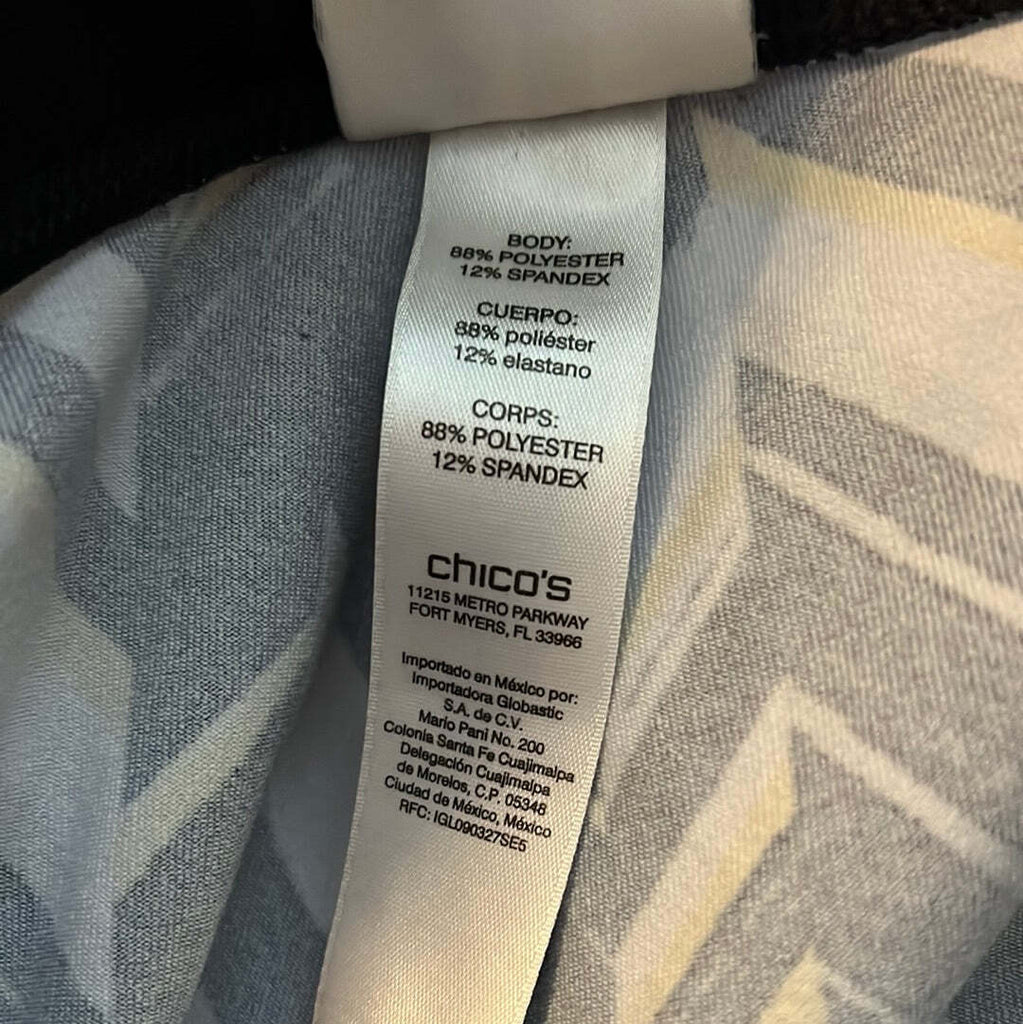 BODY:
88% POLYESTER
12% SPANDEX
CUERPO:
88% poliéster
12% elastano
CORPS:
88% POLYESTER
12% SPANDEX
chico's
11215 METRO PARKWAY
FORT MYERS, FL 33966
Importado en México por:
Importadora Globastic
S.A. de C.V.
Mario Pani No. 200
Colonia Santa Fe Cuajimalpa
Delegación Cuajimalpa
de Morelos, C.P. 05348
Ciudad de México, México
RFC: IGL090327SE5